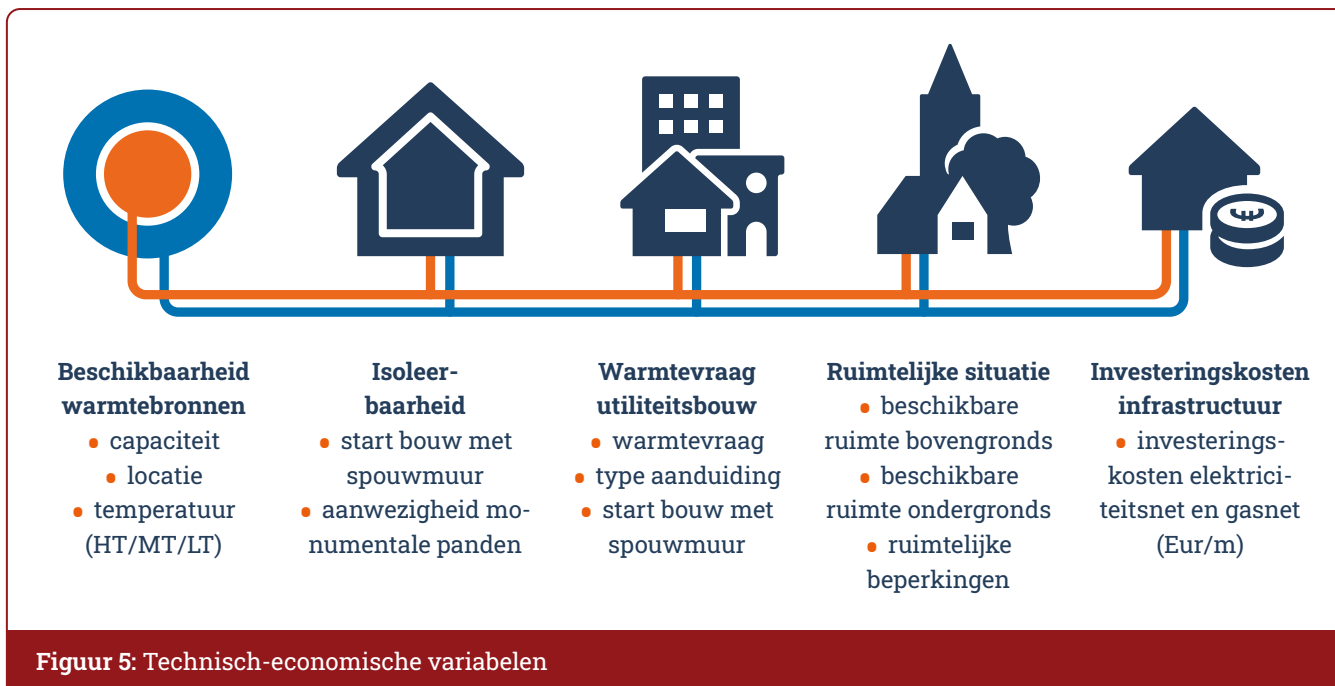 Beschikbaarheid
warmtebronnen
• capaciteit
• locatie
• temperatuur
(HT/MT/LT)
Isoleer-
baarheid
• start bouw met
spouwmuur
• aanwezigheid mo-
numentale panden
Warmtevraag
utiliteitsbouw
• warmtevraag
• type aanduiding
• start bouw met
spouwmuur
Ruimtelijke situatie
• beschikbare
ruimte bovengronds
• beschikbare
ruimte ondergronds
• ruimtelijke
beperkingen
Investeringskosten
infrastructuur
• investerings-
kosten elektrici-
teitsnet en gasnet
(Eur/m)
Figuur 5: Technisch-economische variabelen